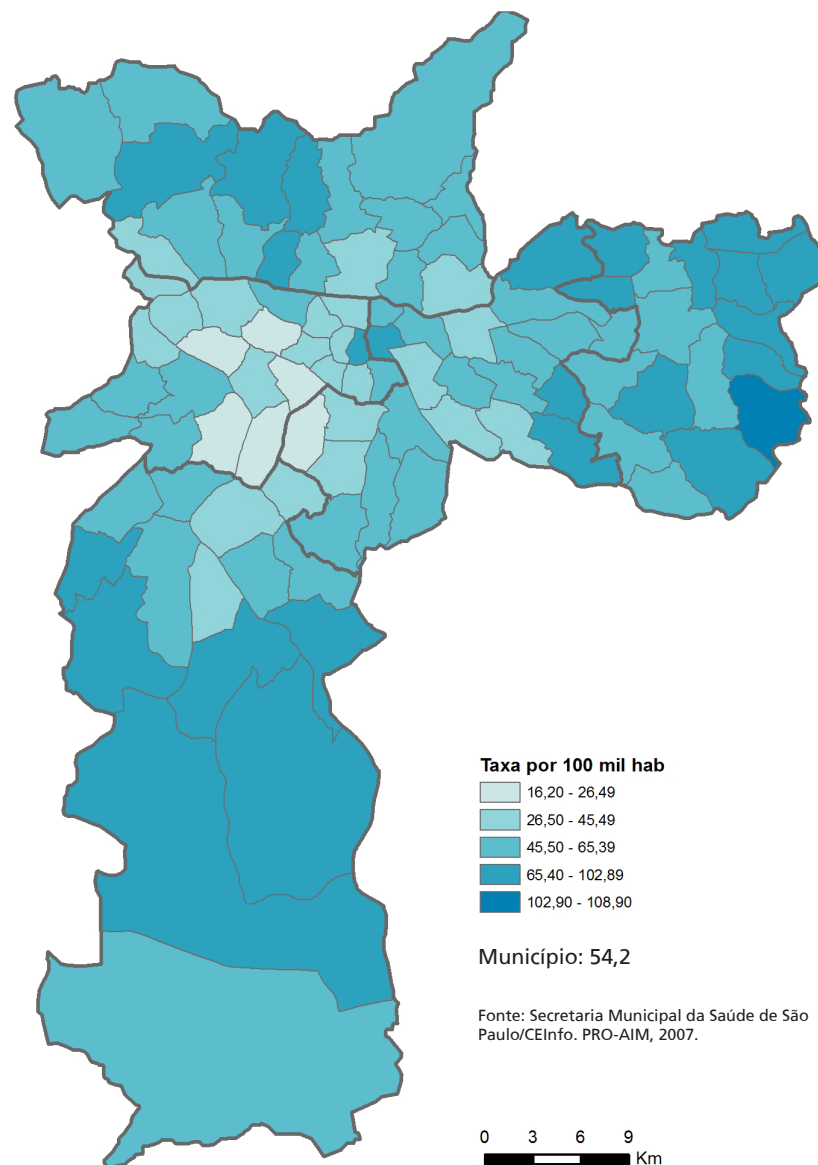 Taxa por 100 mil hab
16,20 - 26,49
26,50 - 45,49
45,50 - 65,39
65,40 - 102,89
102,90 - 108,90
Município: 54,2
Fonte: Secretaria Municipal da Saúde de São
Paulo/CEInfo. PRO-AIM, 2007.
0 3 6 9
Km